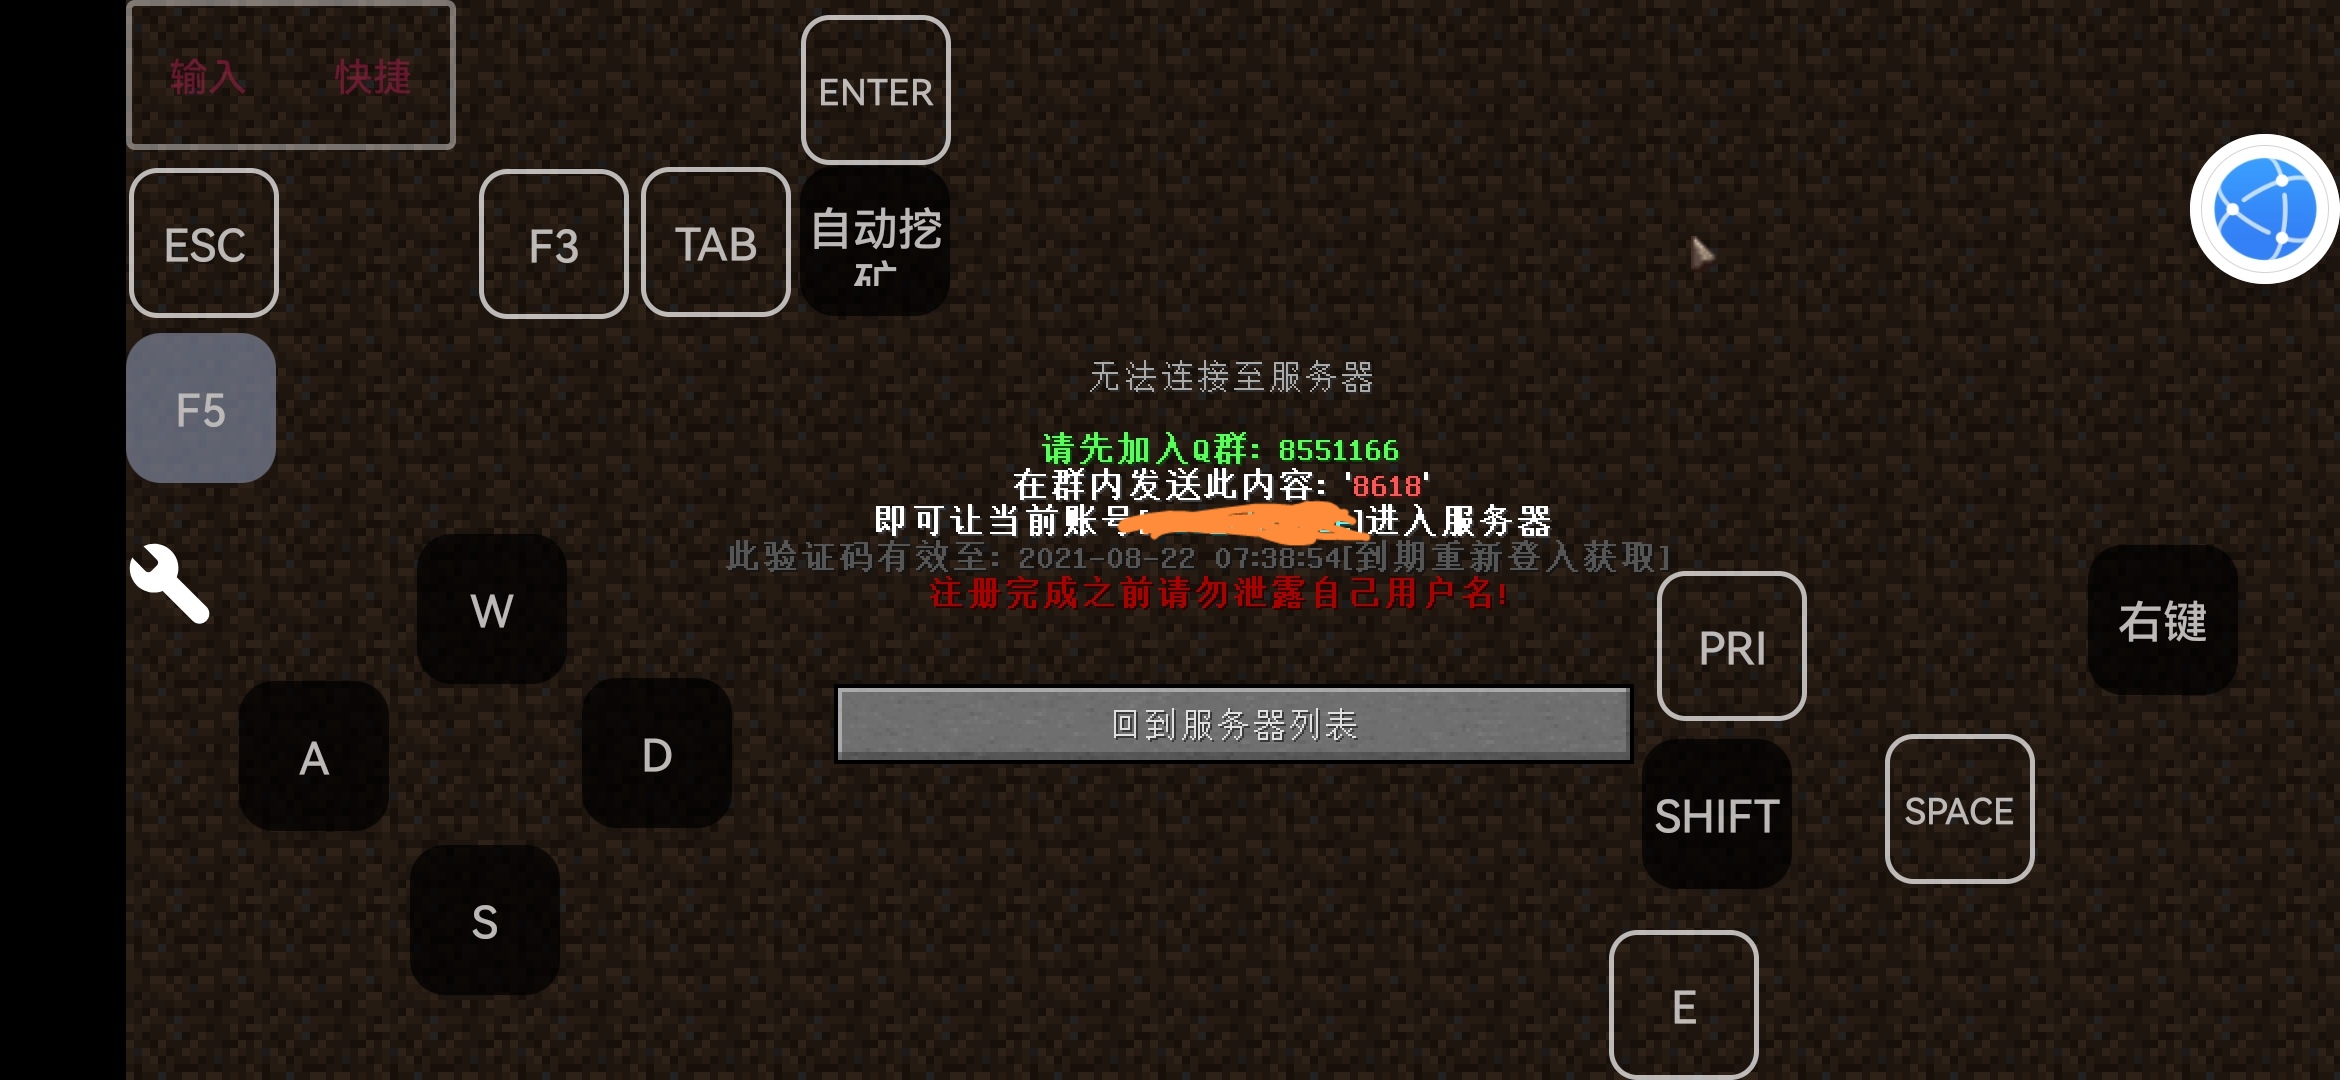 输入 快捷
ENTER
ESC
F3
TAB
自动挖
矿
F5
无法连接至服务器
请先加入Q群: 8551166
在群内发送此内容: '8618'
即可让当前账号[ ]进入服务器
此验证码有效至: 2021-08-22 07:38:54[到期重新登入获取]
注册完成之前请勿泄露自己用户名!
W
PRI
右键
A
D
回到服务器列表
SHIFT
SPACE
S
E